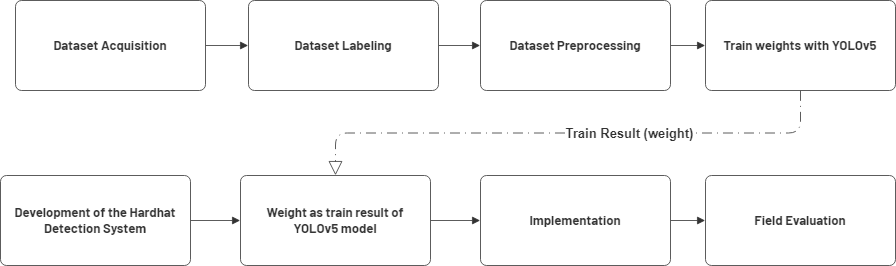 Dataset Acquisition
Dataset Labeling
Dataset Preprocessing
Train weights with YOLOv5
Train Result (weight)
Development of the Hardhat
Detection System
Weight as train result of
YOLOv5 model
Implementation
Field Evaluation